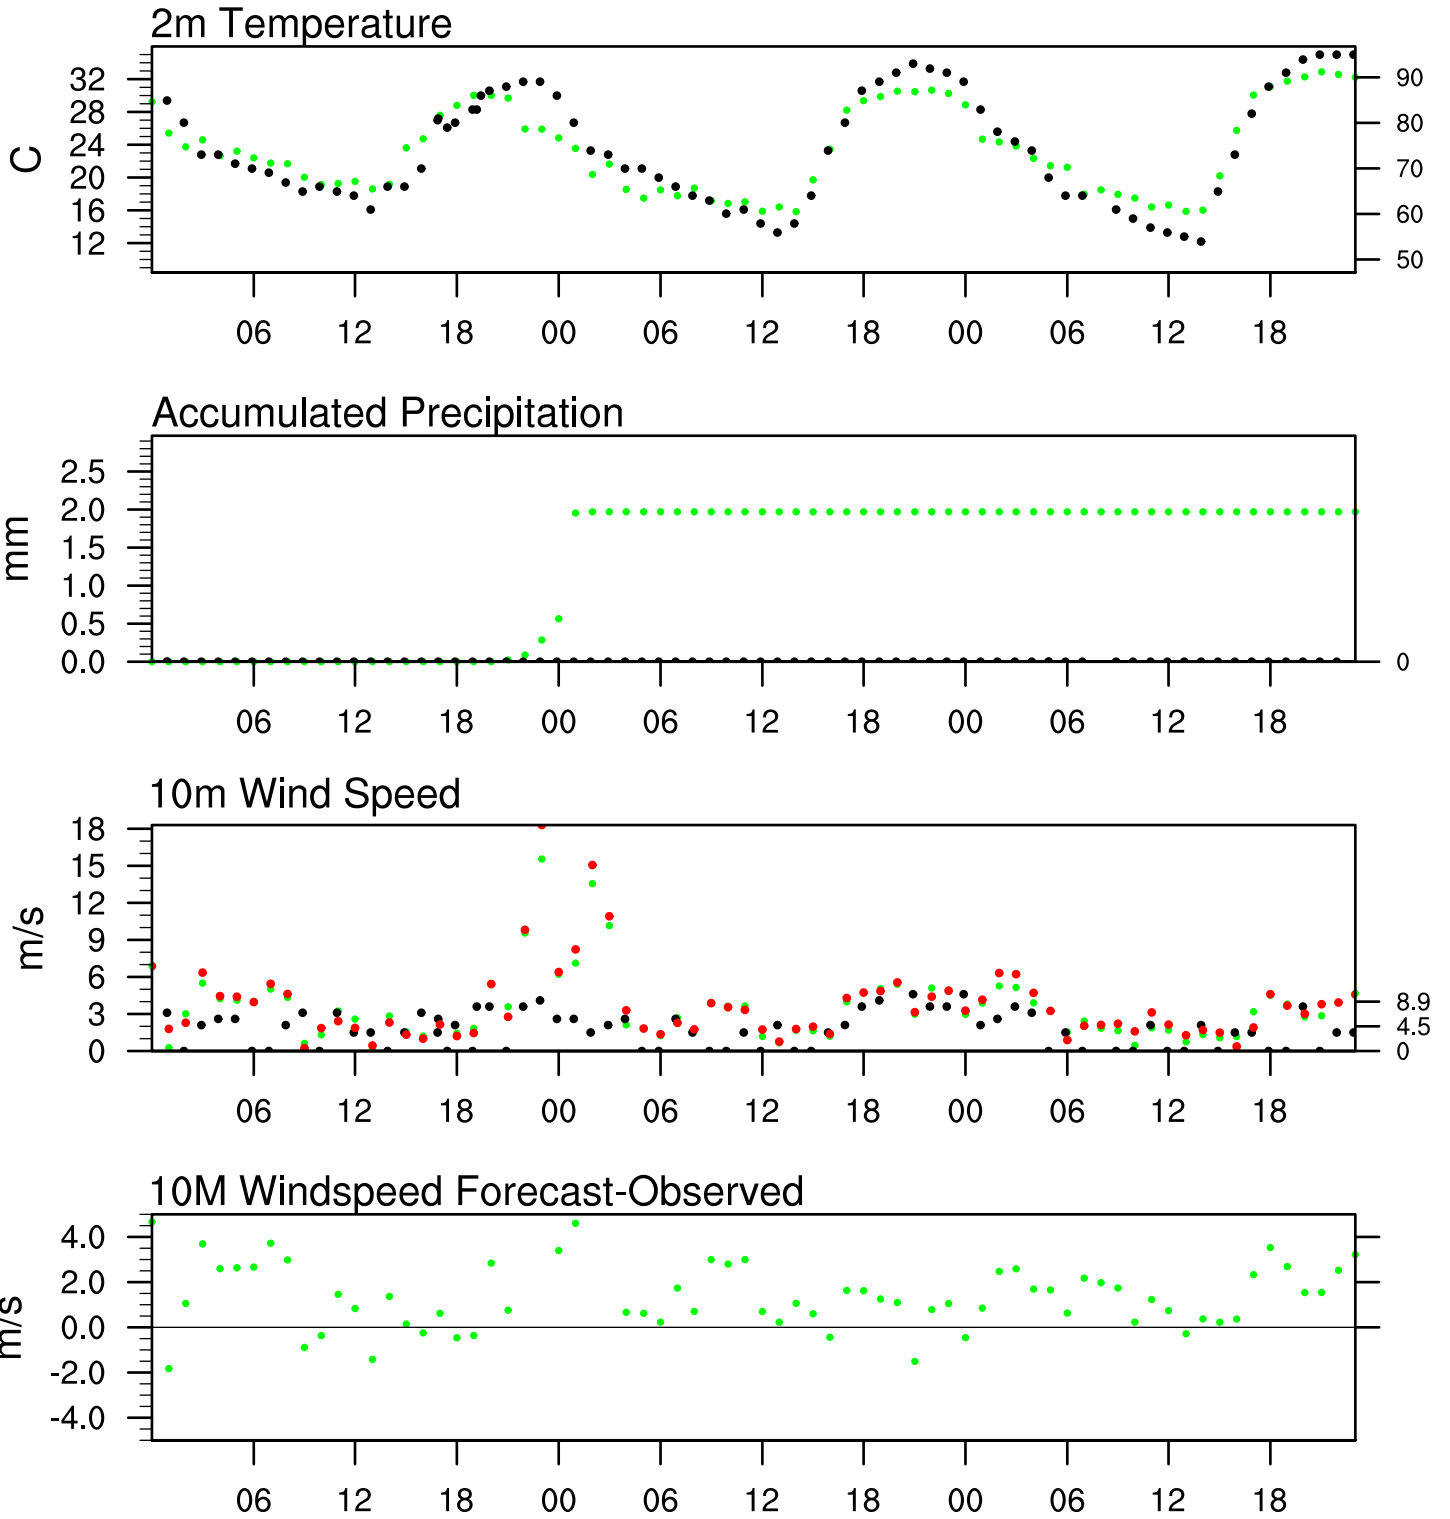 2m Temperature
C
32
28
24
20
16
12
90
80
70
60
50
06 12 18 00 06 12 18 00 06 12 18
Accumulated Precipitation
mm
2.5
2.0
1.5
1.0
0.5
0.0
0
06 12 18 00 06 12 18 00 06 12 18
10m Wind Speed
m/s
18
15
12
9
6
3
0
8.9
4.5
0
06 12 18 00 06 12 18 00 06 12 18
10M Windspeed Forecast-Observed
m/s
4.0
2.0
0.0
-2.0
-4.0
06 12 18 00 06 12 18 00 06 12 18